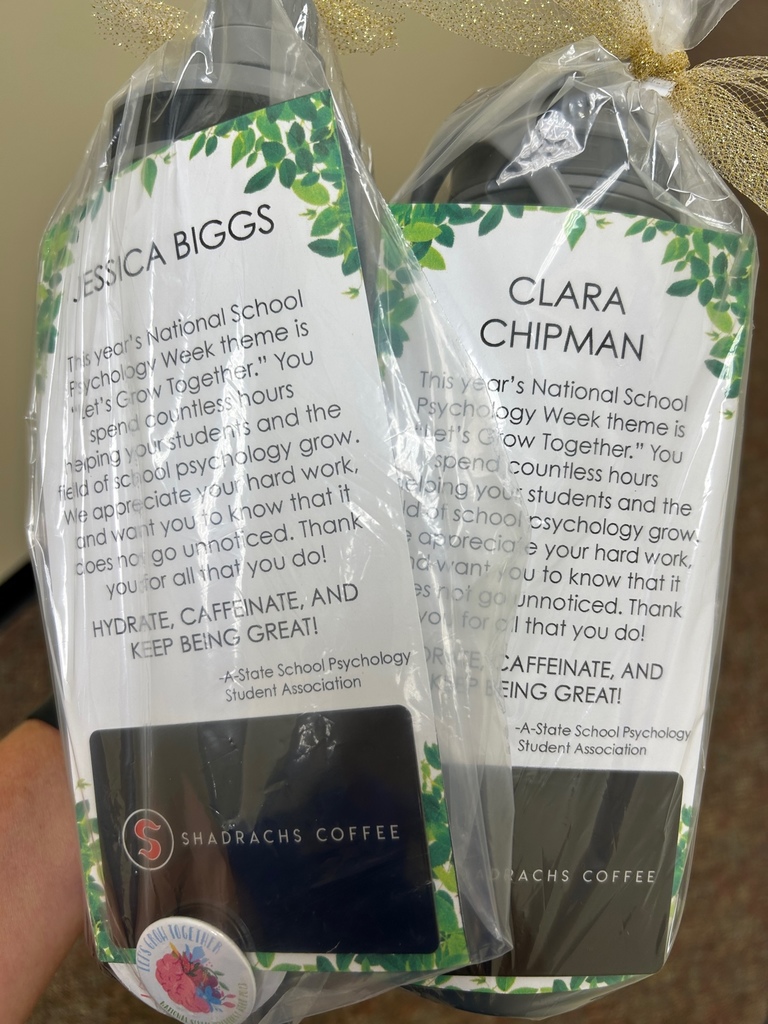 JESSICA BIGGS
This year's National School
Psychology Week theme is
"Let's Grow Together." You
spend countless hours
helping your students and the
field of school psychology grow.
We appreciate your hard work,
and want you to know that it
does not go unnoticed. Thank
you for all that you do!
HYDRATE, CAFFEINATE, AND
KEEP BEING GREAT!
-A-State School Psychology
Student Association
S SHADRACHS COFFEE
LET'S GROW TOGETHER
CLARA
CHIPMAN
This year's National School
Psychology Week theme is
"Let's Grow Together." You
spend countless hours
helping your students and the
of school psychology grow.
appreciate your hard work,
want you to know that it
not go unnoticed. Thank
you for all that you do!
CAFFEINATE, AND
KEEP BEING GREAT!
-A-State School Psychology
Student Association
COFFEE